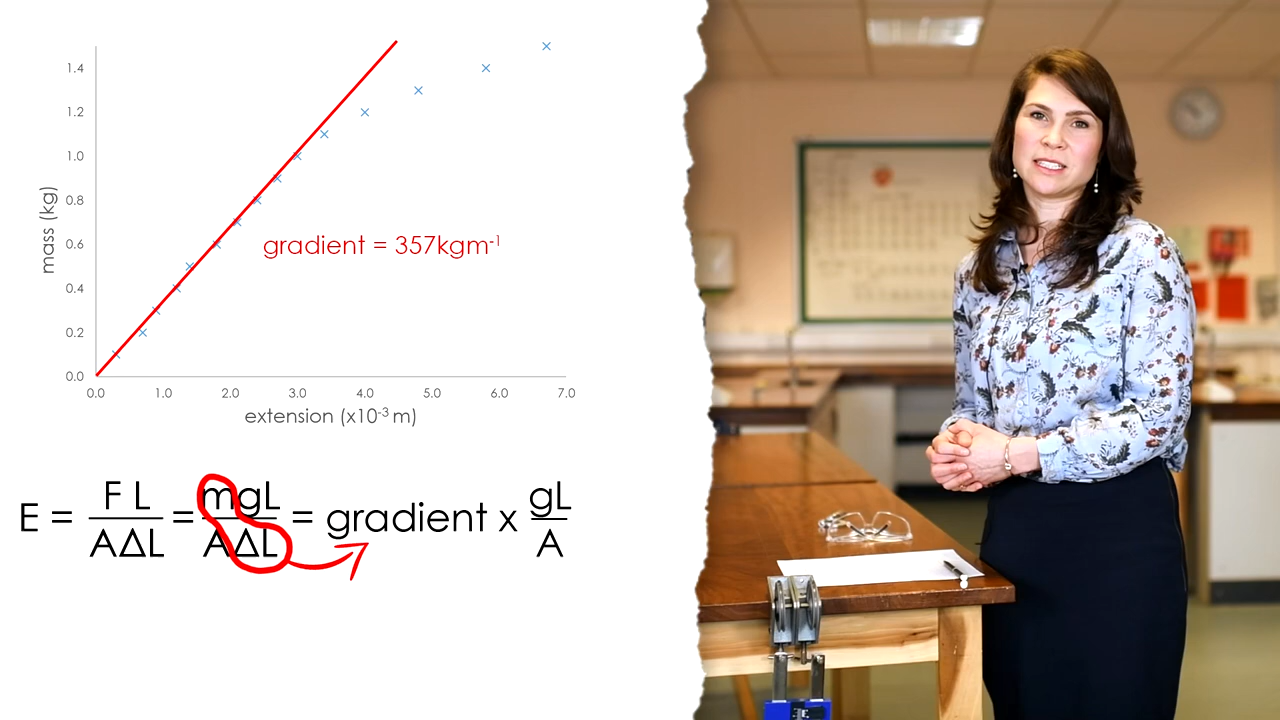 1.4
1.2
1.0
0.8
0.6
0.4
0.2
0.0
mass (kg)
gradient = 357kgm⁻¹
0.0 1.0 2.0 3.0 4.0 5.0 6.0 7.0
extension (x10⁻³ m)
E = F L / AΔL = mgL / AΔL = gradient x gL / A